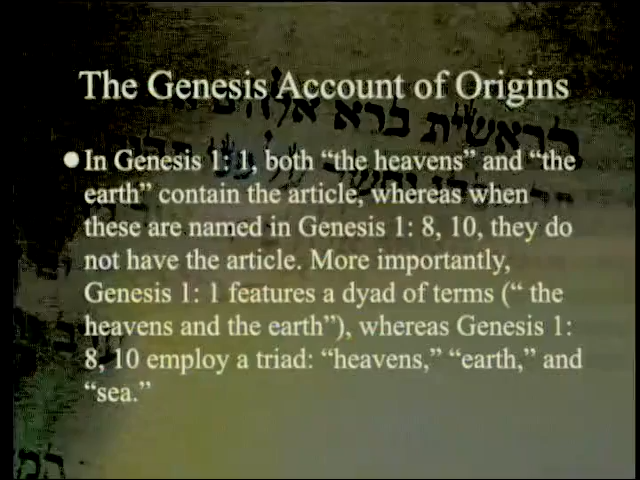 The Genesis Account of Origins
בראשית ברא אלהים
In Genesis 1: 1, both “the heavens” and “the
earth” contain the article, whereas when
these are named in Genesis 1: 8, 10, they do
not have the article. More importantly,
Genesis 1: 1 features a dyad of terms (“ the
heavens and the earth”), whereas Genesis 1:
8, 10 employ a triad: “heavens,” “earth,” and
“sea.”